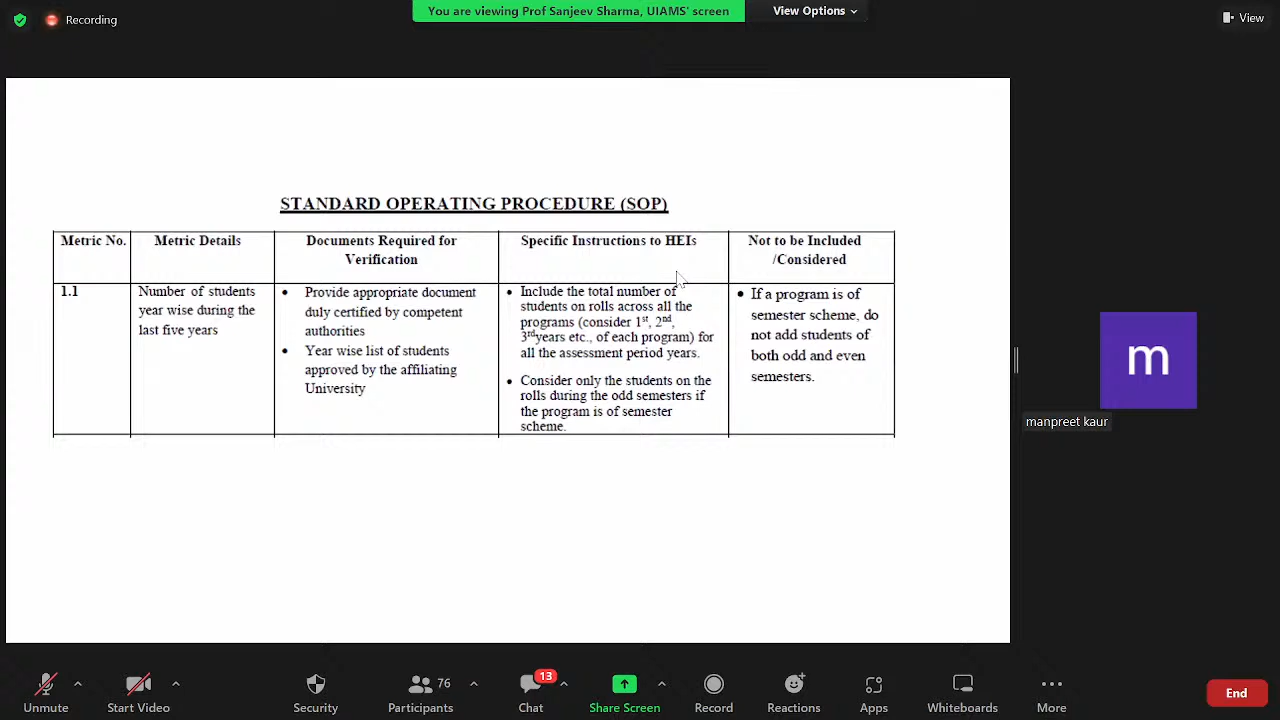 You are viewing Prof Sanjeev Sharma, UIAMS' screen
View Options
Recording
View
STANDARD OPERATING PROCEDURE (SOP)
Metric No.
Metric Details
Documents Required for
Verification
Specific Instructions to HEIs
Not to be Included
/Considered
1.1
Number of students
year wise during the
last five years
• Provide appropriate document
duly certified by competent
authorities
• Year wise list of students
approved by the affiliating
University
• Include the total number of
students on rolls across all the
programs (consider 1st, 2nd,
3rdyears etc., of each program) for
all the assessment period years.
• Consider only the students on the
rolls during the odd semesters if
the program is of semester
scheme.
• If a program is of
semester scheme, do
not add students of
both odd and even
semesters.
m
manpreet kaur
Unmute
Start Video
Security
76
Participants
13
Chat
Share Screen
Record
Reactions
Apps
Whiteboards
More
End